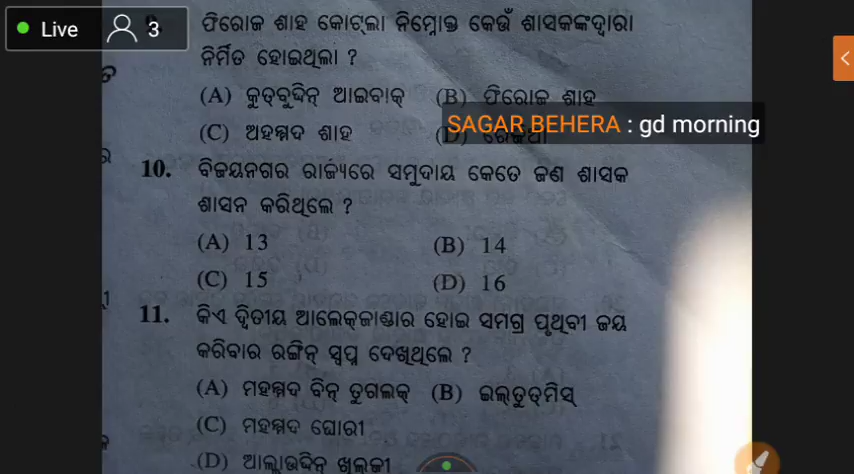 Live 3
9. ଫିରୋଜ ଶାହ କୋଟ୍‌ଲା ନିମ୍ନୋକ୍ତ କେଉଁ ଶାସକଙ୍କଦ୍ୱାରା
ନିର୍ମିତ ହୋଇଥିଲା ?
(A) କୁତବୁଦ୍ଦିନ୍ ଆଇବାକ୍ (B) ଫିରୋଜ ଶାହ
SAGAR BEHERA : gd morning
(C) ଅହମ୍ମଦ ଶାହ (D)
10. ବିଜୟନଗର ରାଜ୍ୟରେ ସମୁଦାୟ କେତେ ଜଣ ଶାସକ
ଶାସନ କରିଥିଲେ ?
(A) 13 (B) 14
(C) 15 (D) 16
11. କିଏ ଦ୍ୱିତୀୟ ଆଲେକ୍‌ଜାଣ୍ଡାର ହୋଇ ସମଗ୍ର ପୃଥିବୀ ଜୟ
କରିବାର ରଙ୍ଗିନ୍ ସ୍ୱପ୍ନ ଦେଖିଥିଲେ ?
(A) ମହମ୍ମଦ ବିନ୍ ତୁଗଲକ୍ (B) ଇଲ୍‌ତୁତ୍‌ମିସ୍
(C) ମହମ୍ମଦ ଘୋରୀ
(D) ଆଲ୍ଲାଉଦ୍ଦିନ୍ ଖିଲ୍‌ଜୀ